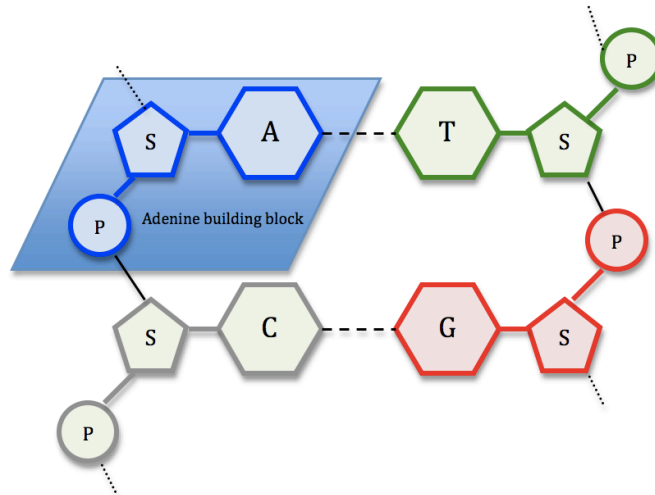 P
S A T S
P Adenine building block P
S C G S
P